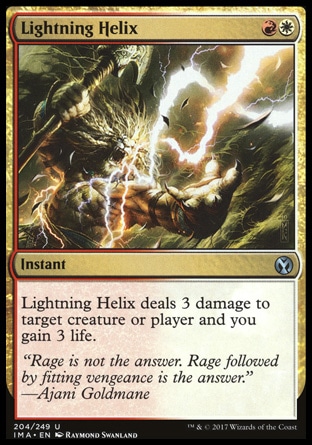 Lightning Helix
Instant
Lightning Helix deals 3 damage to
target creature or player and you
gain 3 life.
“Rage is not the answer. Rage followed
by fitting vengeance is the answer.”
—Ajani Goldmane
204/249 U
IMA • EN RAYMOND SWANLAND
™ & © 2017 Wizards of the Coast